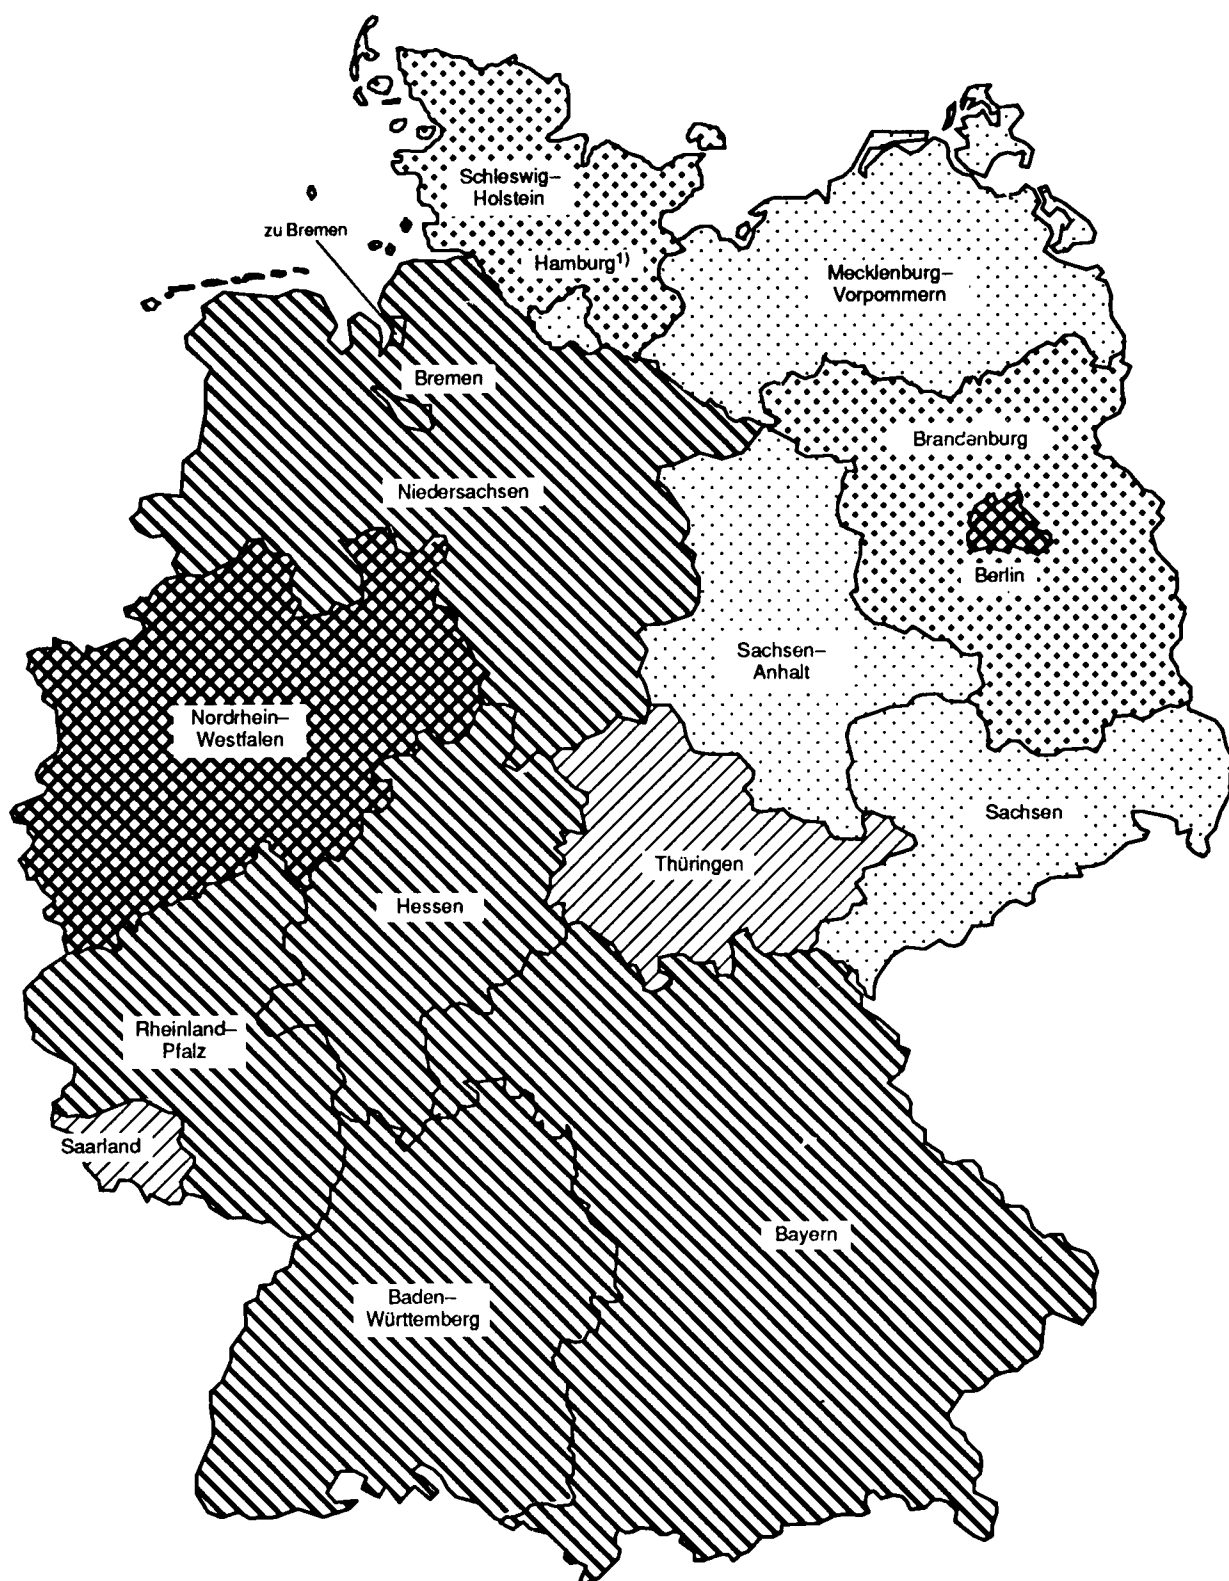 Schleswig–
Holstein
zu Bremen
Hamburg¹⁾
Mecklenburg–
Vorpommern
Bremen
Brandenburg
Niedersachsen
Berlin
Sachsen–
Anhalt
Nordrhein–
Westfalen
Sachsen
Thüringen
Hessen
Rheinland–
Pfalz
Saarland
Bayern
Baden–
Württemberg